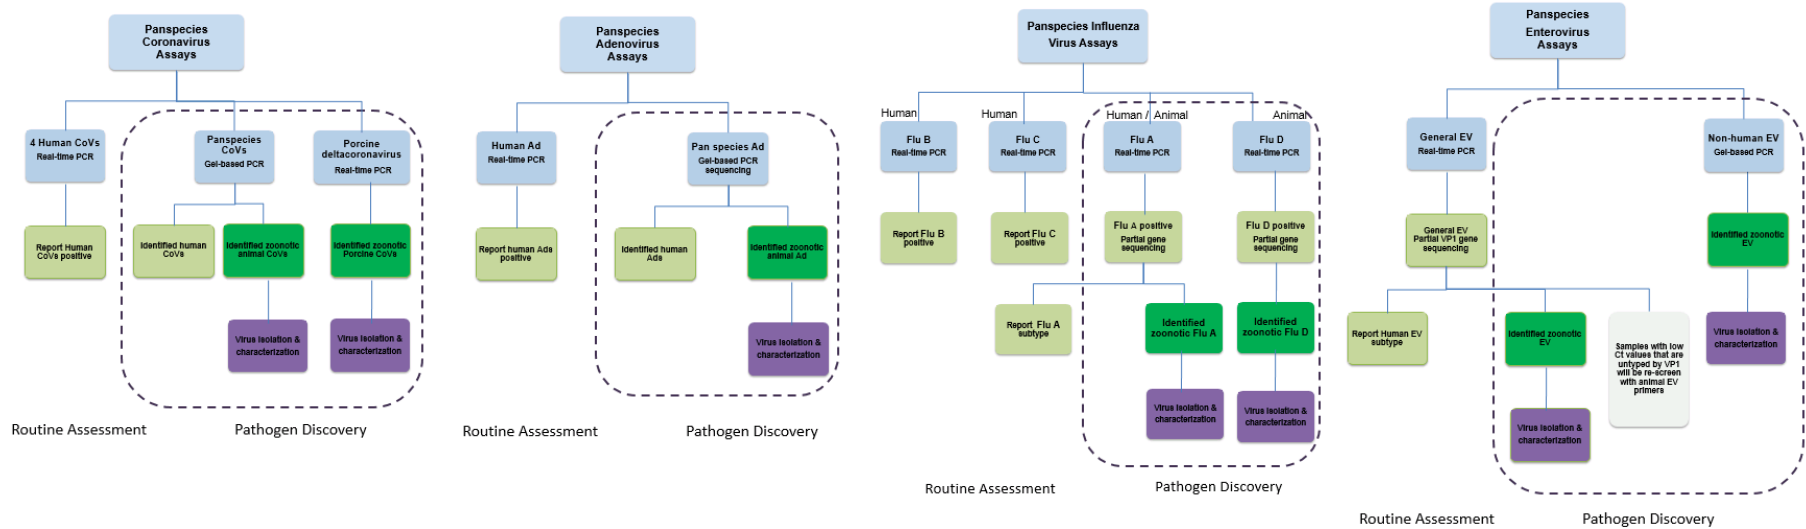 Panspecies
Coronavirus
Assays
4 Human CoVs
Real-time PCR
Panspecies
CoVs
Gel-based PCR
Porcine
deltacoronavirus
Real-time PCR
Report Human
CoVs positive
Identified human
CoVs
Identified zoonotic
animal CoVs
Identified zoonotic
Porcine CoVs
Virus isolation &
characterization
Virus isolation &
characterization
Routine Assessment
Pathogen Discovery
Panspecies
Adenovirus
Assays
Human Ad
Real-time PCR
Pan species Ad
Gel-based PCR
sequencing
Report human Ads
positive
Identified human
Ads
Identified zoonotic
animal Ad
Virus isolation &
characterization
Routine Assessment
Pathogen Discovery
Panspecies Influenza
Virus Assays
Human
Human
Human / Animal
Animal
Flu B
Real-time PCR
Flu C
Real-time PCR
Flu A
Real-time PCR
Flu D
Real-time PCR
Report Flu B
positive
Report Flu C
positive
Flu A positive
Partial gene
sequencing
Flu D positive
Partial gene
sequencing
Report Flu A
subtype
Identified
zoonotic Flu A
Identified
zoonotic Flu D
Virus isolation &
characterization
Virus isolation &
characterization
Routine Assessment
Pathogen Discovery
Panspecies
Enterovirus
Assays
General EV
Real-time PCR
Non-human EV
Gel-based PCR
General EV
Partial VP1 gene
sequencing
Identified zoonotic
EV
Report Human EV
subtype
Identified zoonotic
EV
Samples with low
Ct values that are
untyped by VP1
will be re-screen
with animal EV
primers
Virus isolation &
characterization
Virus isolation &
characterization
Routine Assessment
Pathogen Discovery